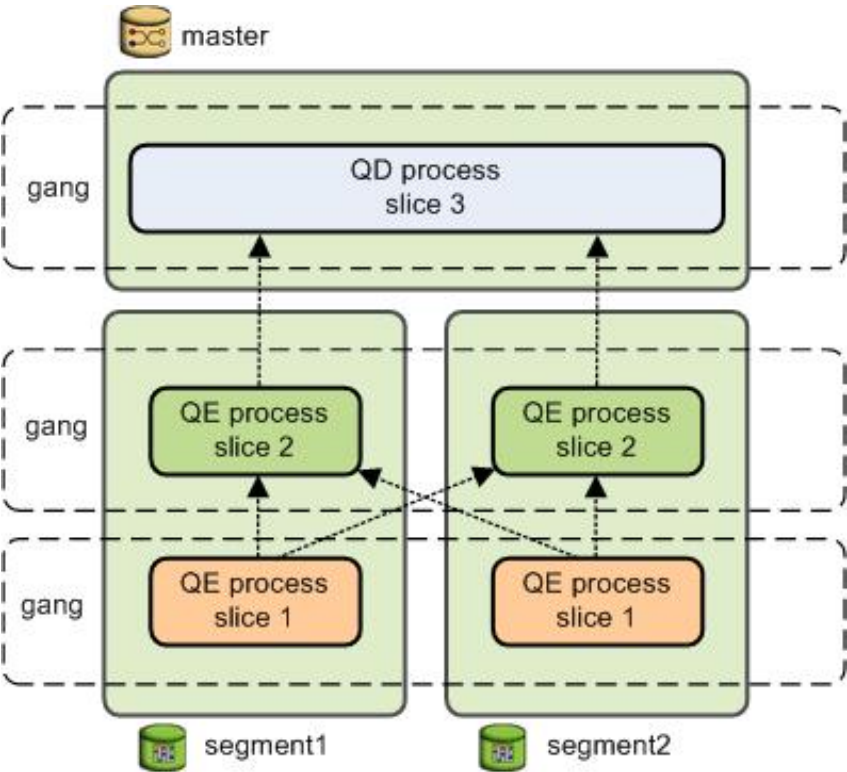 master
gang
QD process
slice 3
gang
QE process
slice 2
QE process
slice 2
gang
QE process
slice 1
QE process
slice 1
segment1
segment2